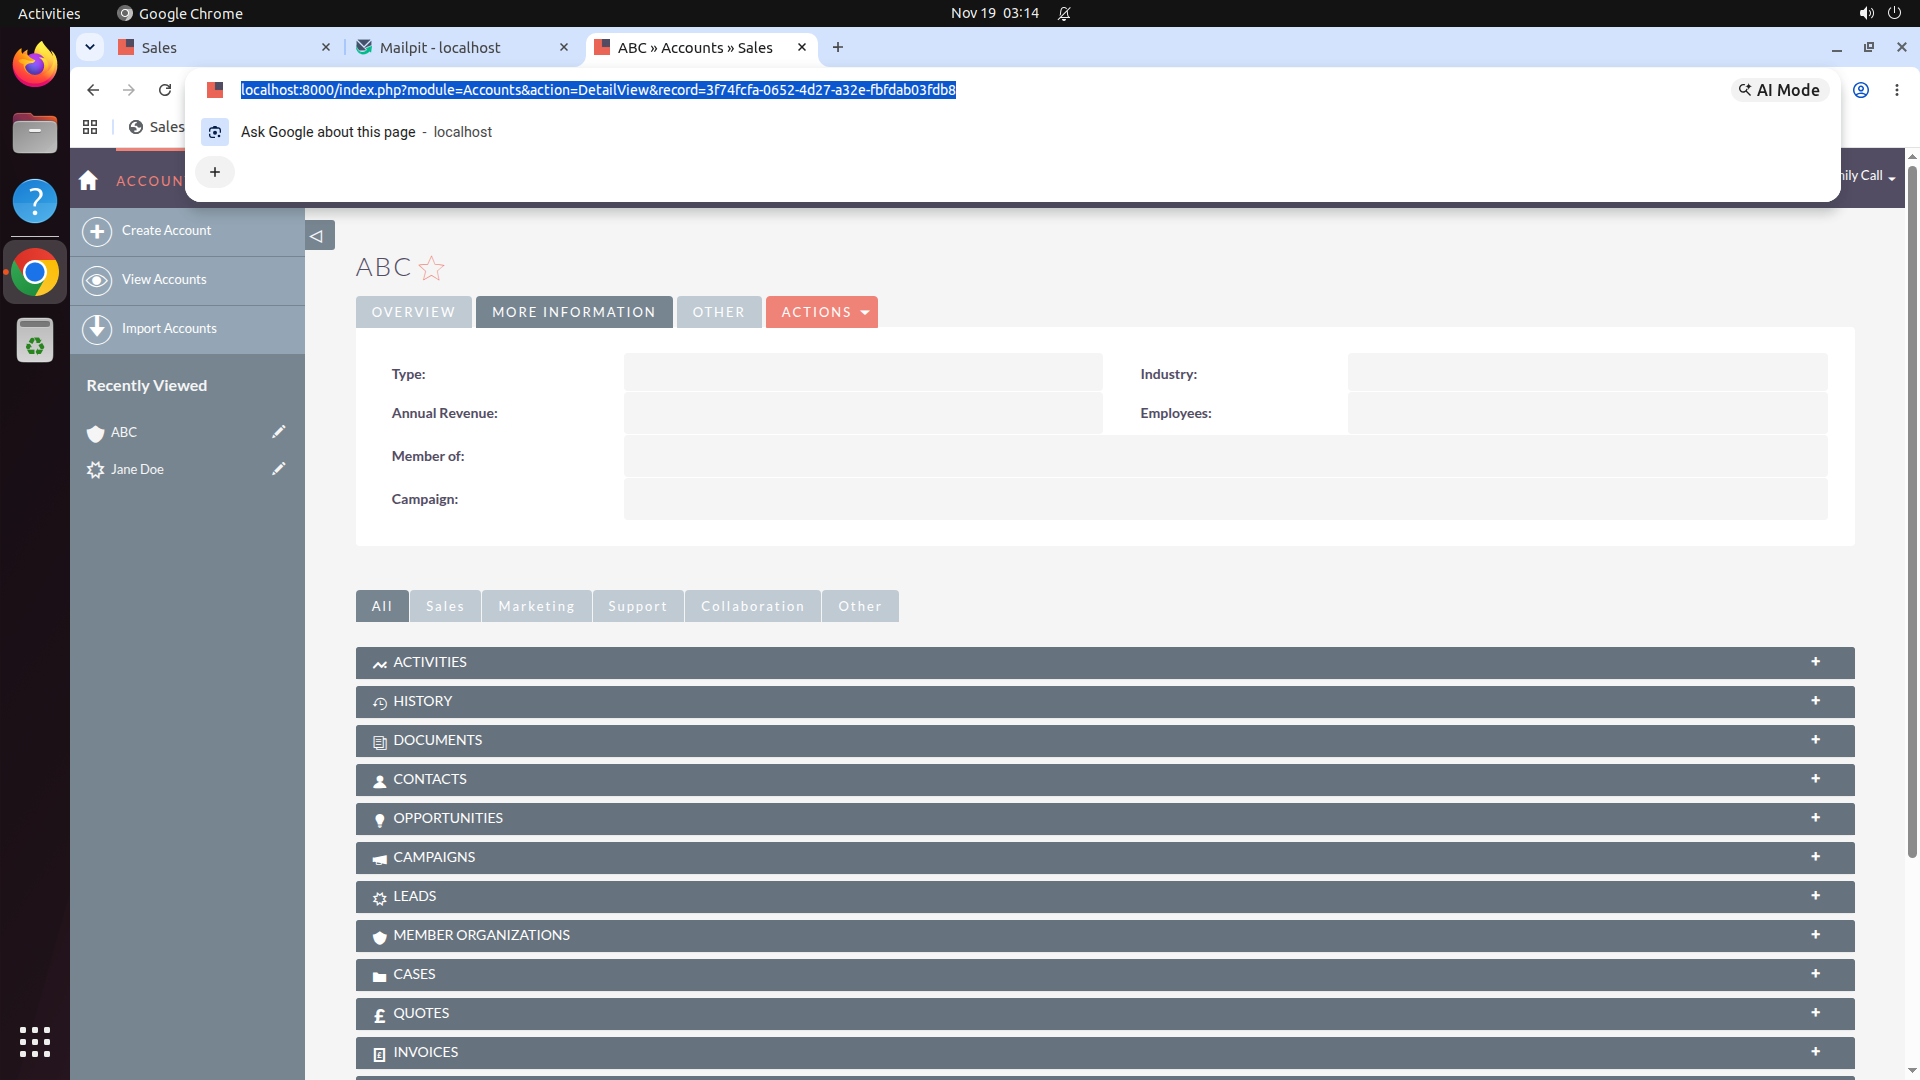 Activities
Google Chrome
Nov 19 03:14
Sales
Mailpit - localhost
ABC » Accounts » Sales
localhost:8000/index.php?module=Accounts&action=DetailView&record=3f74fcfa-0652-4d27-a32e-fbfdab03fdb8
AI Mode
Sales
Ask Google about this page - localhost
ACCOUN
ily Call
Create Account
View Accounts
Import Accounts
Recently Viewed
ABC
Jane Doe
ABC
OVERVIEW
MORE INFORMATION
OTHER
ACTIONS
Type:
Industry:
Annual Revenue:
Employees:
Member of:
Campaign:
All
Sales
Marketing
Support
Collaboration
Other
ACTIVITIES
HISTORY
DOCUMENTS
CONTACTS
OPPORTUNITIES
CAMPAIGNS
LEADS
MEMBER ORGANIZATIONS
CASES
QUOTES
INVOICES